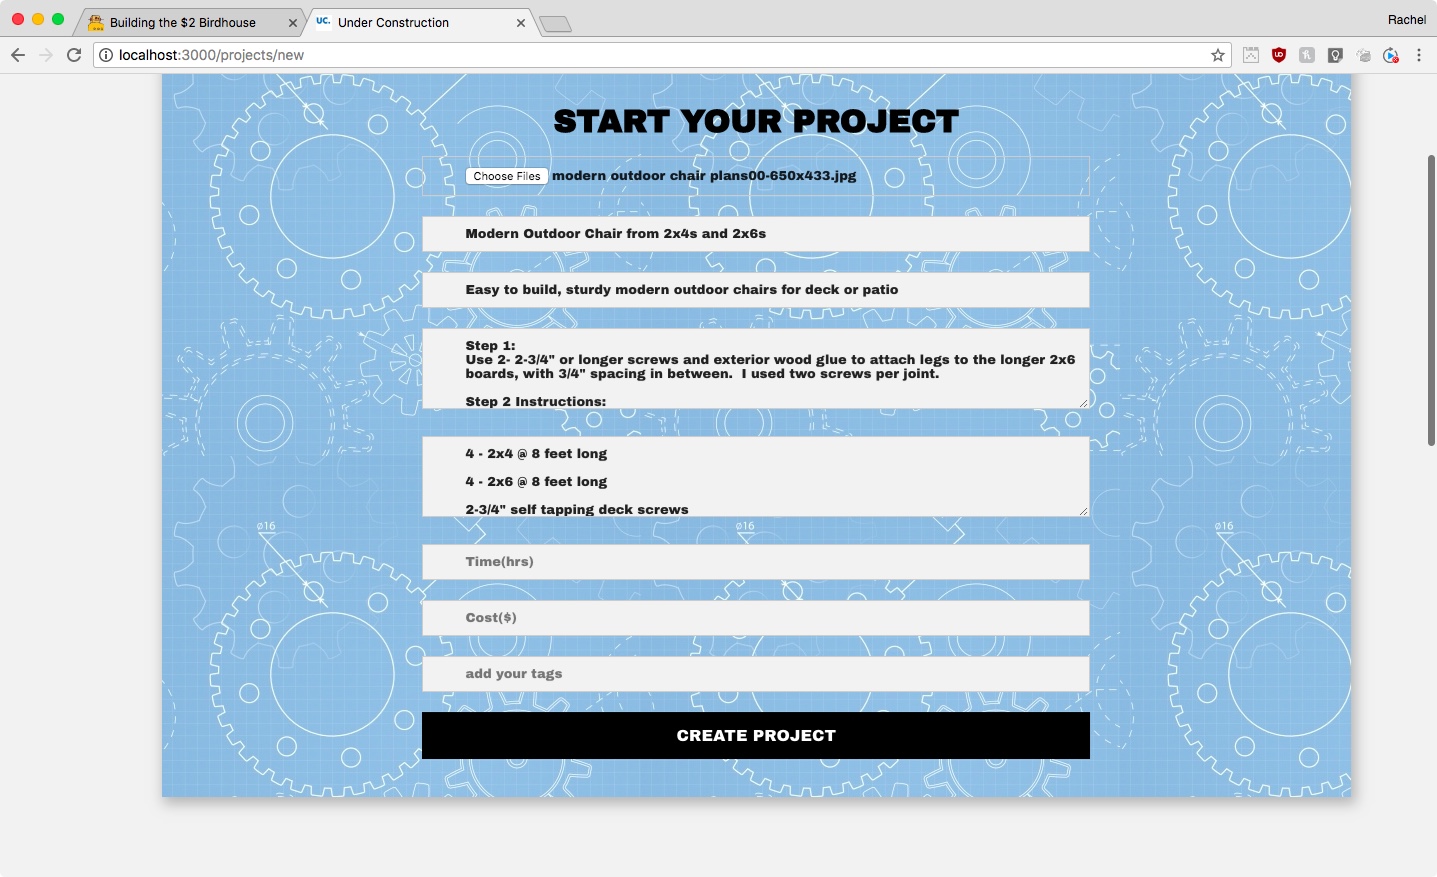 Building the $2 Birdhouse
UC. Under Construction
Rachel
localhost:3000/projects/new
START YOUR PROJECT
Choose Files modern outdoor chair plans00-650x433.jpg
Modern Outdoor Chair from 2x4s and 2x6s
Easy to build, sturdy modern outdoor chairs for deck or patio
Step 1:
Use 2- 2-3/4" or longer screws and exterior wood glue to attach legs to the longer 2x6
boards, with 3/4" spacing in between.  I used two screws per joint.
Step 2 Instructions:
4 - 2x4 @ 8 feet long
4 - 2x6 @ 8 feet long
2-3/4" self tapping deck screws
ø16 ø16 ø16
Time(hrs)
Cost($)
add your tags
CREATE PROJECT